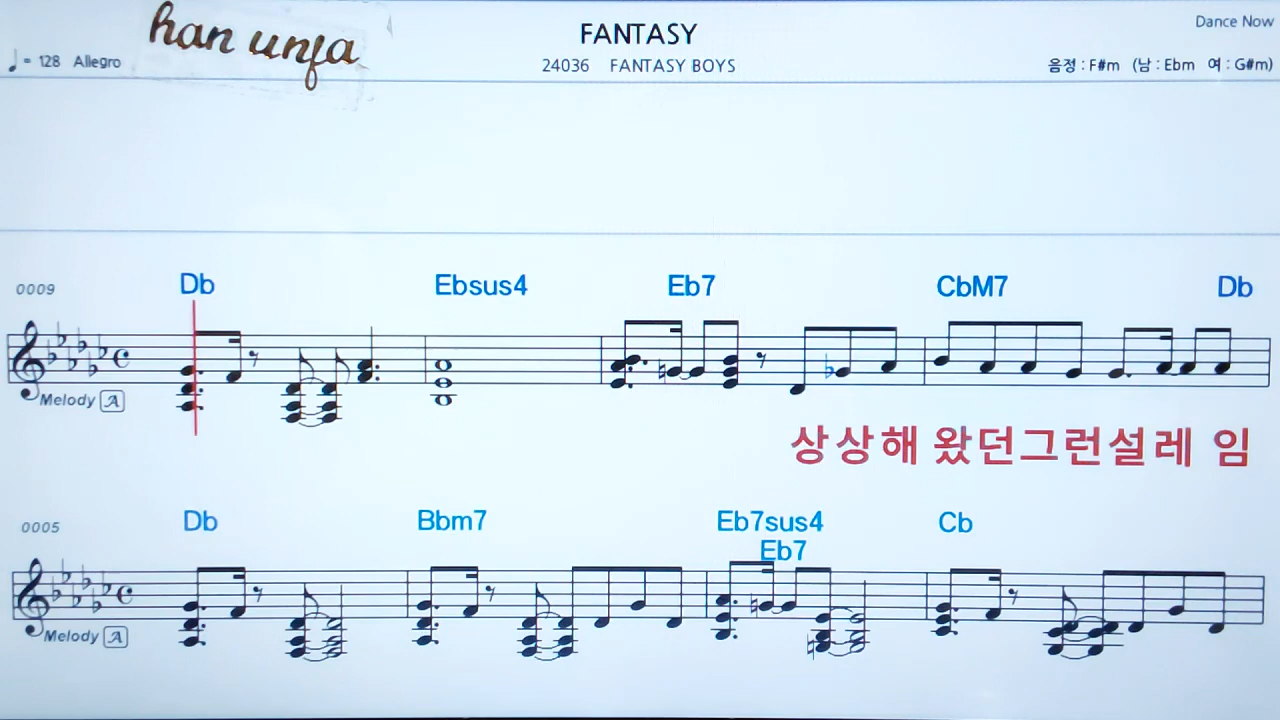 han unfa
FANTASY
Dance Now
♩= 128 Allegro
24036 FANTASY BOYS
음정 : F#m (남 : Ebm 여 : G#m)
0009
Db Ebsus4 Eb7 CbM7 Db
Melody A
상상해 왔던그런설레 임
0005
Db Bbm7 Eb7sus4 Cb
Eb7
Melody A